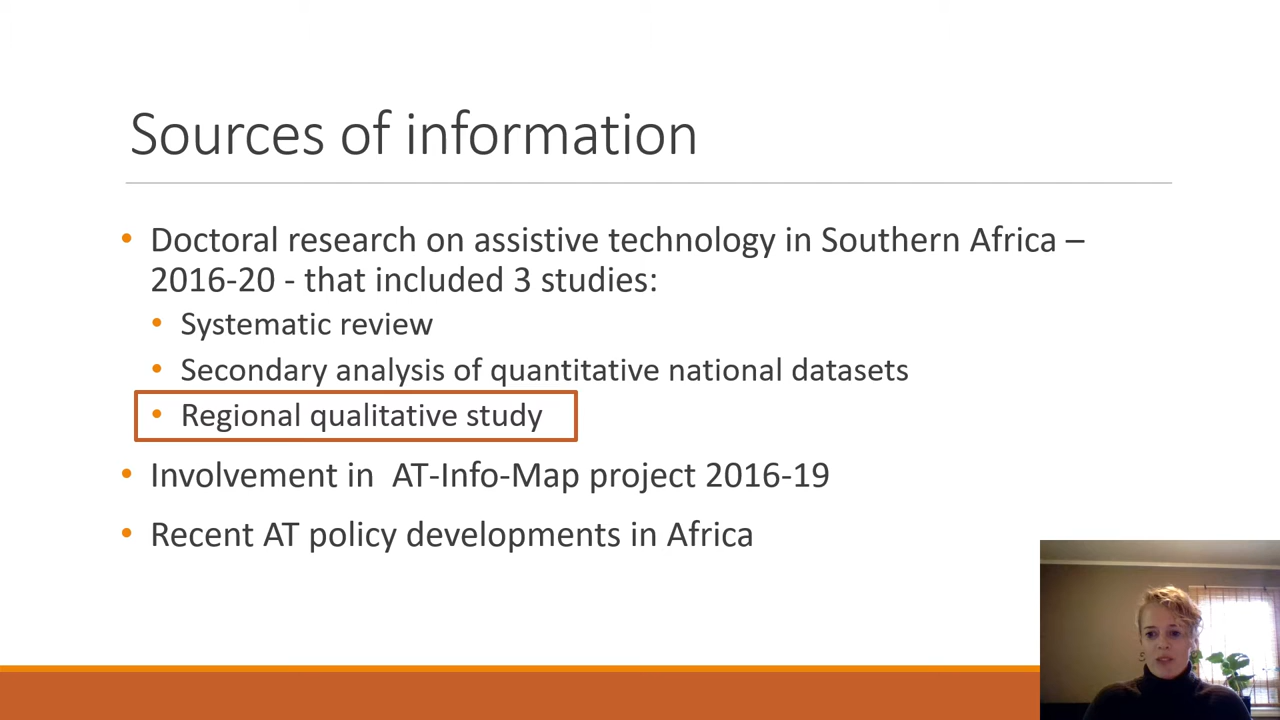 Sources of information
• Doctoral research on assistive technology in Southern Africa –
2016-20 - that included 3 studies:
• Systematic review
• Secondary analysis of quantitative national datasets
• Regional qualitative study
• Involvement in AT-Info-Map project 2016-19
• Recent AT policy developments in Africa